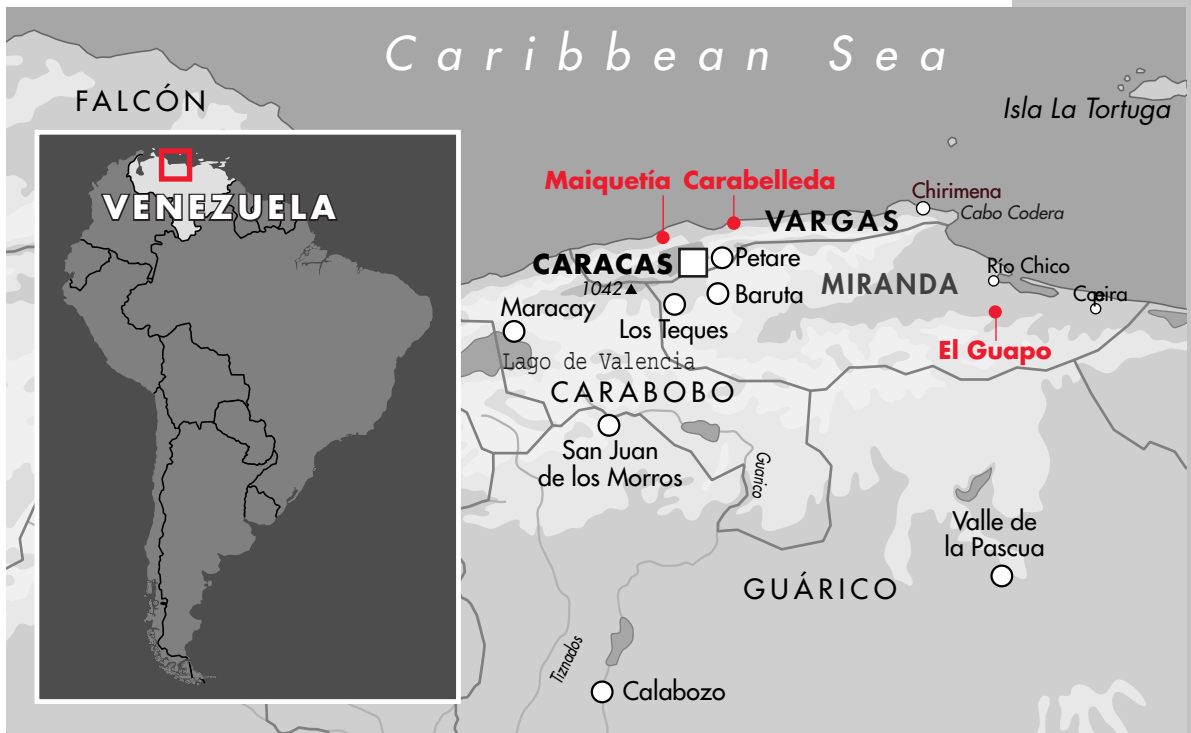 Caribbean Sea
FALCÓN
Isla La Tortuga
VENEZUELA
Maiquetía
Carabelleda
Chirimena
Cabo Codera
VARGAS
CARACAS
Petare
1042
Baruta
MIRANDA
Río Chico
Maracay
Los Teques
El Guapo
Lago de Valencia
CARABOBO
San Juan
de los Morros
Guarico
Valle de
la Pascua
GUÁRICO
Tiznados
Calabozo